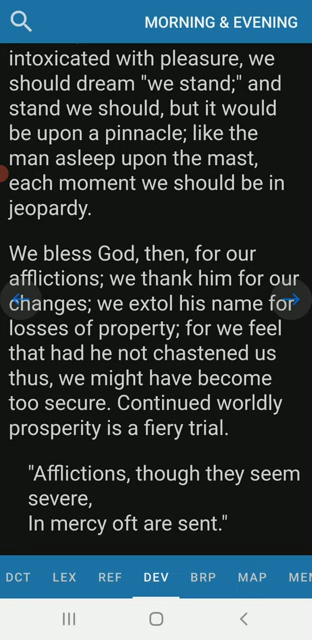 MORNING & EVENING
intoxicated with pleasure, we
should dream "we stand;" and
stand we should, but it would
be upon a pinnacle; like the
man asleep upon the mast,
each moment we should be in
jeopardy.
We bless God, then, for our
afflictions; we thank him for our
changes; we extol his name for
losses of property; for we feel
that had he not chastened us
thus, we might have become
too secure. Continued worldly
prosperity is a fiery trial.
"Afflictions, though they seem
severe,
In mercy oft are sent."
DCT LEX REF DEV BRP MAP MEN